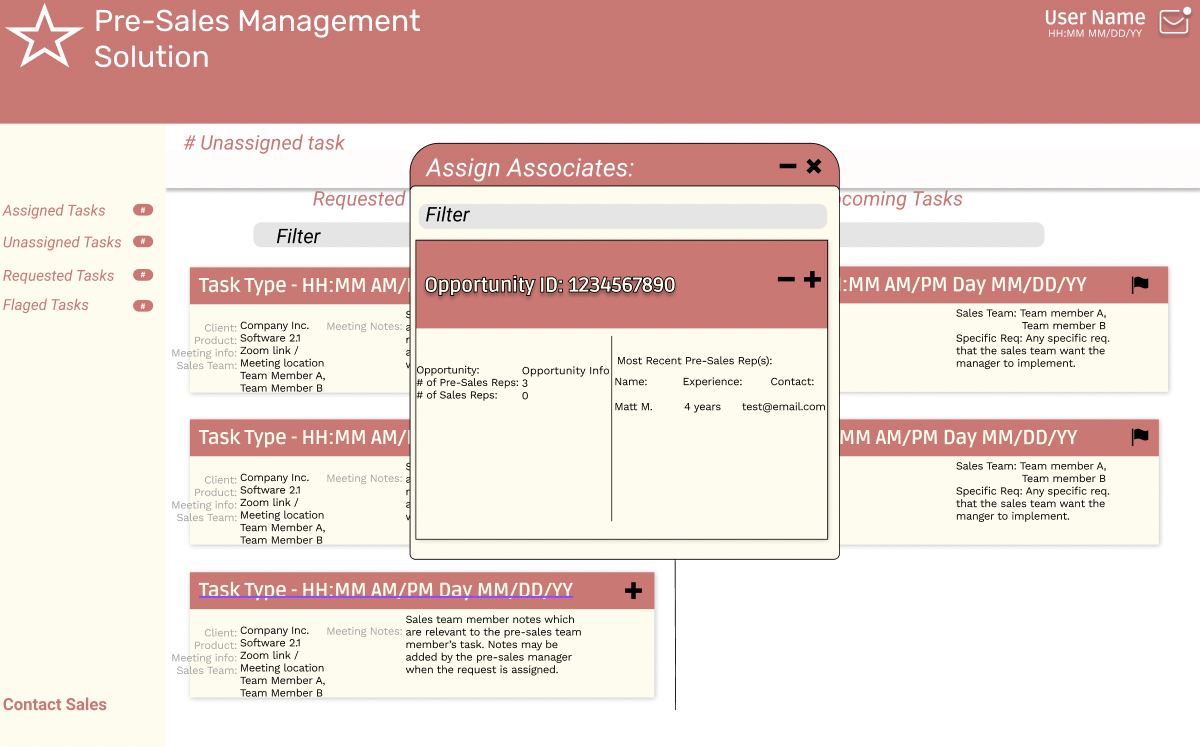 Pre-Sales Management
Solution
User Name
HH:MM MM/DD/YY
# Unassigned task
Assigned Tasks #
Unassigned Tasks #
Requested Tasks #
Flaged Tasks #
Contact Sales
Requested
Filter
Task Type - HH:MM AM/
Client: Company Inc.
Product: Software 2.1
Meeting info: Zoom link /
Meeting location
Sales Team: Team Member A,
Team Member B
Meeting Notes:
Task Type - HH:MM AM/
Client: Company Inc.
Product: Software 2.1
Meeting info: Zoom link /
Meeting location
Sales Team: Team Member A,
Team Member B
Meeting Notes:
Task Type - HH:MM AM/PM Day MM/DD/YY
Client: Company Inc.
Product: Software 2.1
Meeting info: Zoom link /
Meeting location
Sales Team: Team Member A,
Team Member B
Meeting Notes: Sales team member notes which
are relevant to the pre-sales team
member's task. Notes may be
added by the pre-sales manager
when the request is assigned.
Assign Associates:
Filter
Opportunity ID: 1234567890
Opportunity: Opportunity Info
# of Pre-Sales Reps: 3
# of Sales Reps: 0
Most Recent Pre-Sales Rep(s):
Name: Experience: Contact:
Matt M. 4 years test@email.com
coming Tasks
:MM AM/PM Day MM/DD/YY
Sales Team: Team member A,
Team member B
Specific Req: Any specific req.
that the sales team want the
manager to implement.
MM AM/PM Day MM/DD/YY
Sales Team: Team member A,
Team member B
Specific Req: Any specific req.
that the sales team want the
manger to implement.